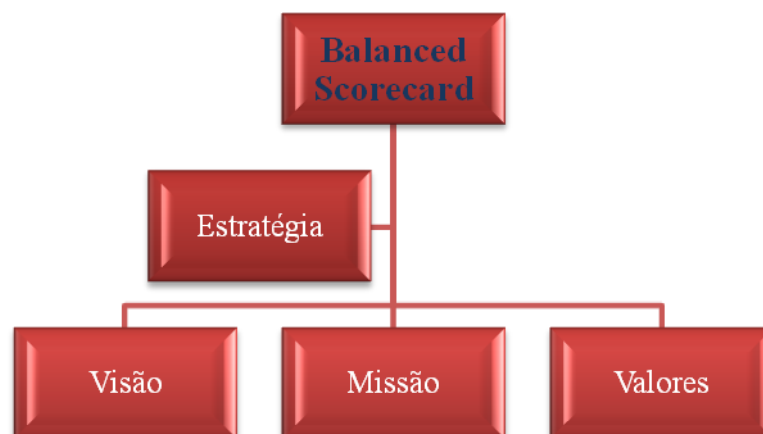 Balanced
Scorecard
Estratégia
Visão
Missão
Valores